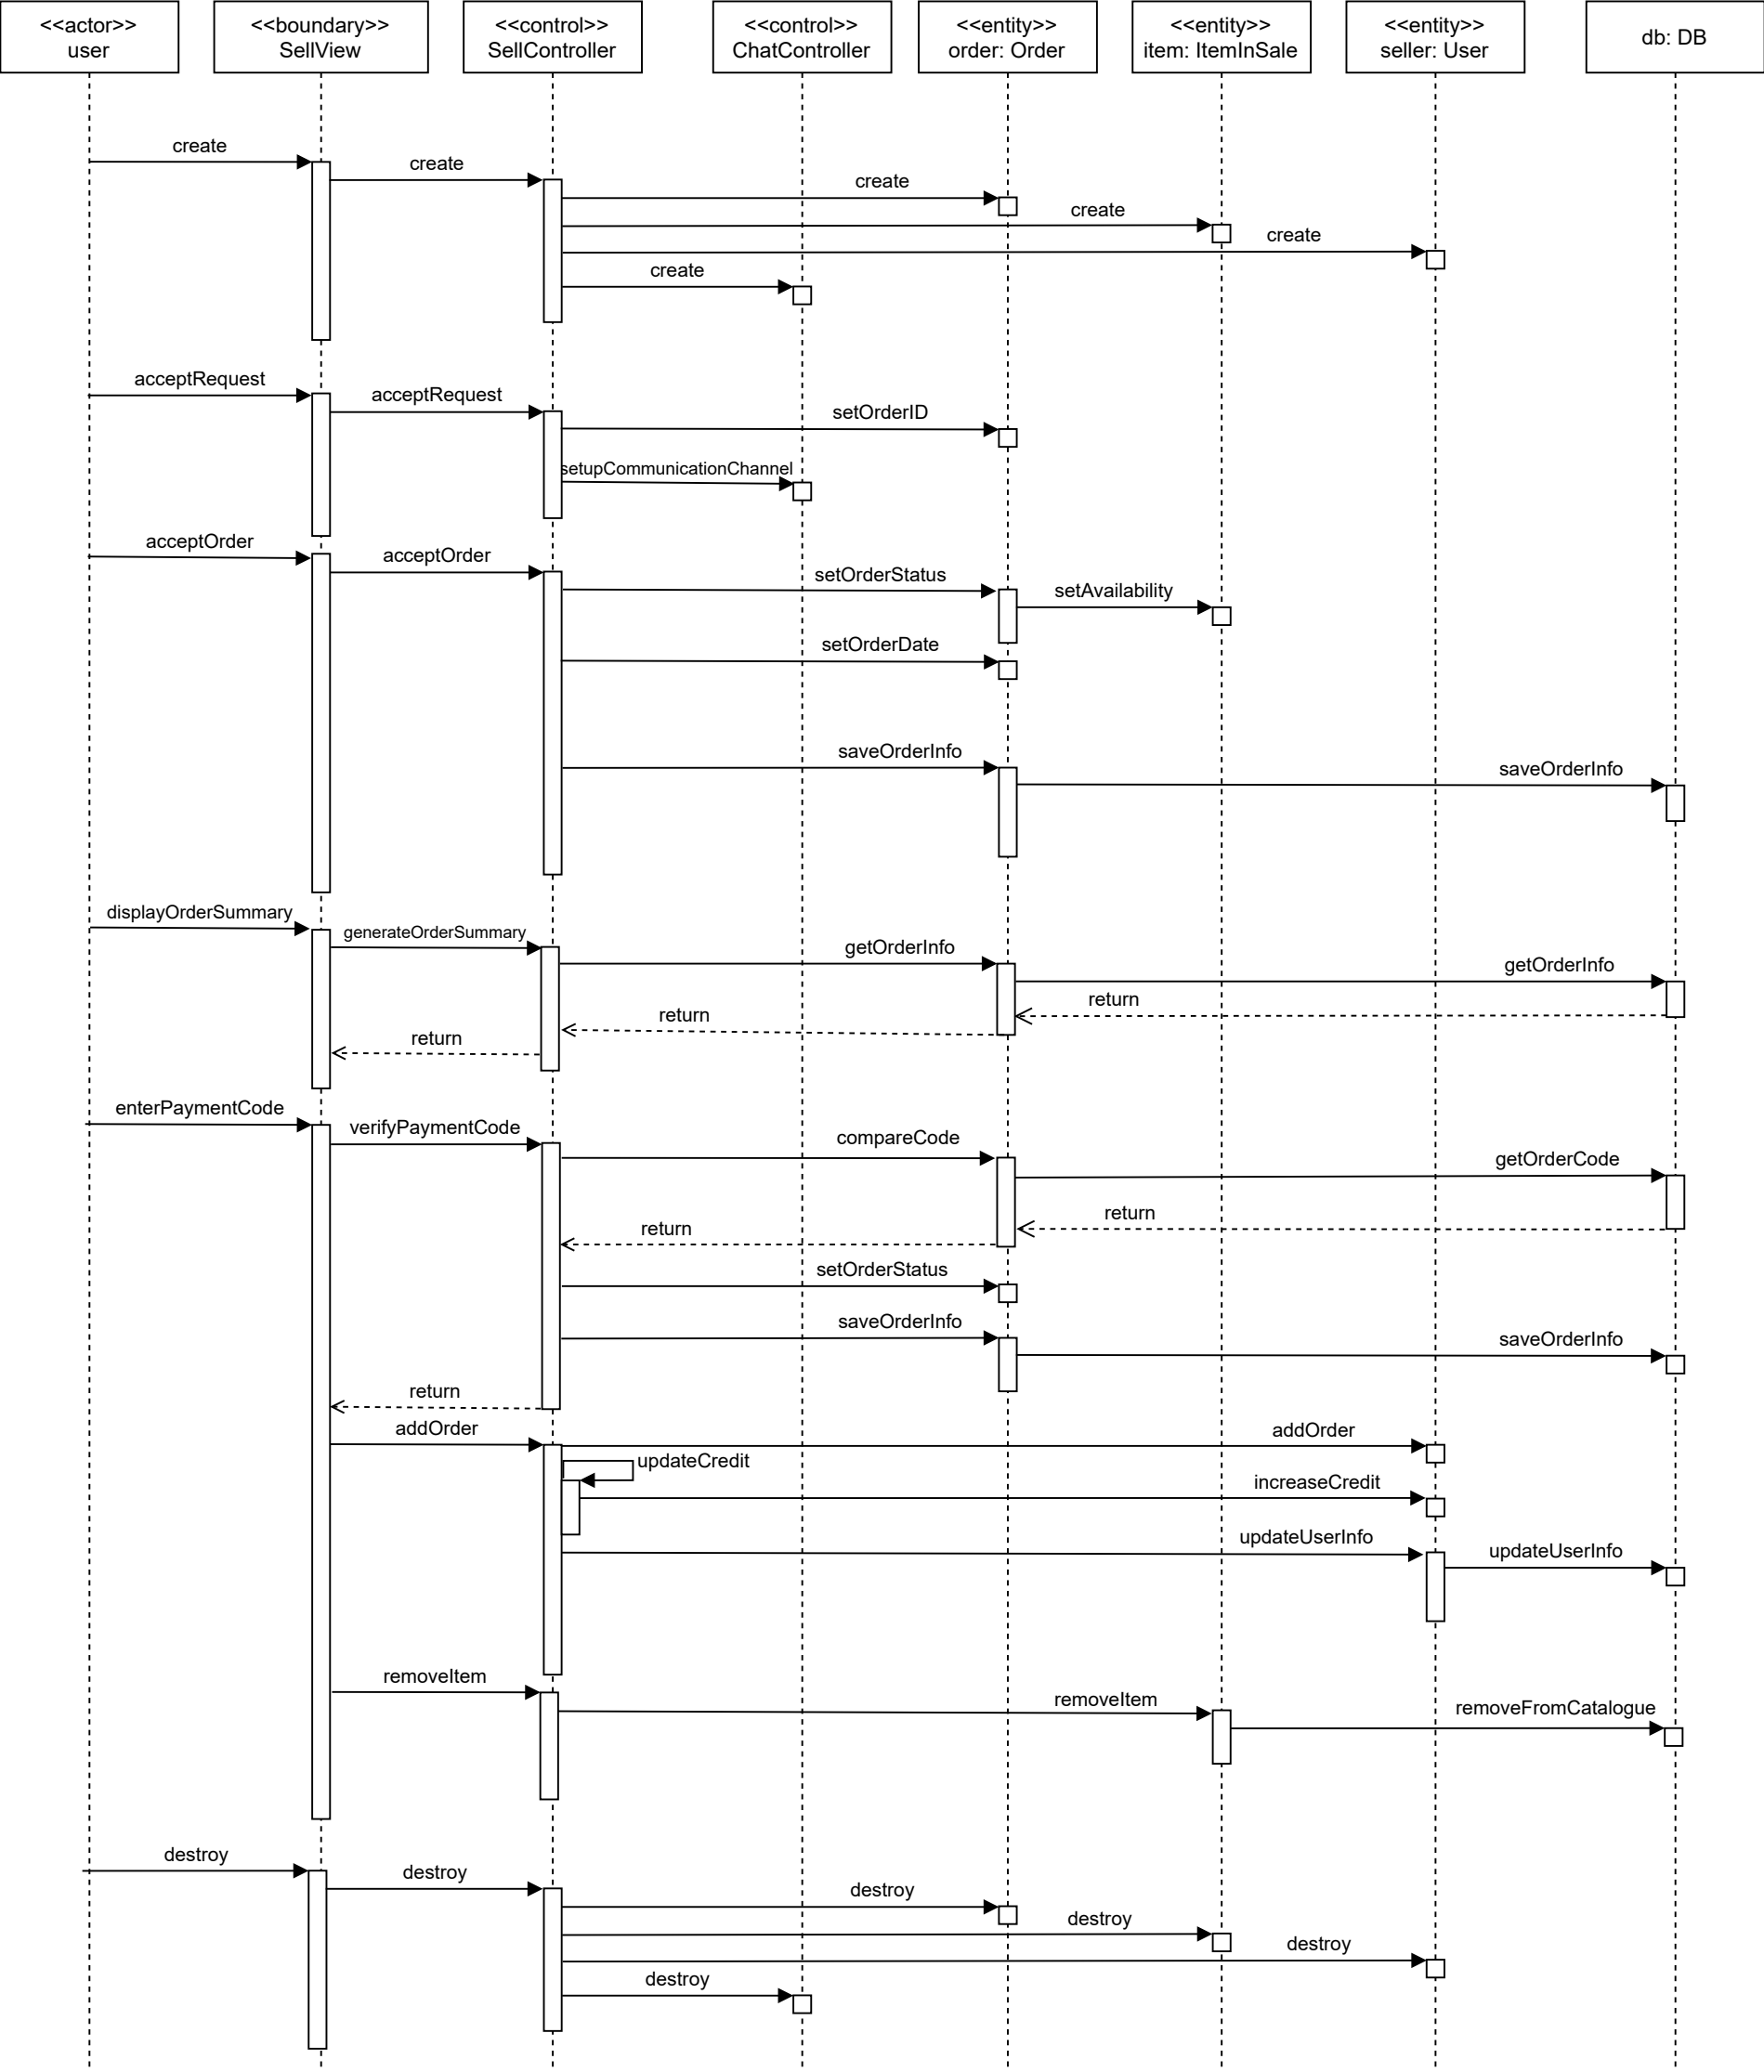 <<actor>>
user
<<boundary>>
SellView
<<control>>
SellController
<<control>>
ChatController
<<entity>>
order: Order
<<entity>>
item: ItemInSale
<<entity>>
seller: User
db: DB
create
create
create
create
create
create
acceptRequest
acceptRequest
setOrderID
setupCommunicationChannel
acceptOrder
acceptOrder
setOrderStatus
setAvailability
setOrderDate
saveOrderInfo
saveOrderInfo
displayOrderSummary
generateOrderSummary
getOrderInfo
getOrderInfo
return
return
return
enterPaymentCode
verifyPaymentCode
compareCode
getOrderCode
return
return
setOrderStatus
saveOrderInfo
saveOrderInfo
return
addOrder
addOrder
updateCredit
increaseCredit
updateUserInfo
updateUserInfo
removeItem
removeItem
removeFromCatalogue
destroy
destroy
destroy
destroy
destroy
destroy